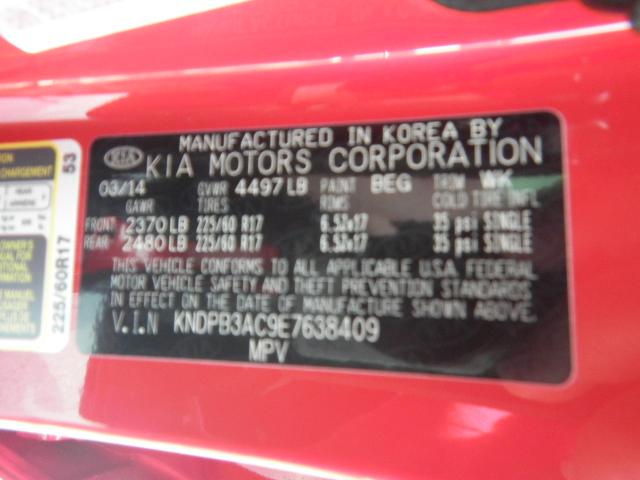 MANUFACTURED IN KOREA BY
KIA KIA MOTORS CORPORATION
03/14 GVWR 4497 LB PAINT BEG TRIM WK
GAWR TIRES RIMS COLD TIRE INFL
FRONT 2370 LB 225/60 R17 6.5Jx17 35 psi SINGLE
REAR 2480 LB 225/60 R17 6.5Jx17 35 psi SINGLE
THIS VEHICLE CONFORMS TO ALL APPLICABLE U.S.A. FEDERAL
MOTOR VEHICLE SAFETY AND THEFT PREVENTION STANDARDS
IN EFFECT ON THE DATE OF MANUFACTURE SHOWN ABOVE.
V.I.N KNDPB3AC9E7638409
MPV
53
225/60R17